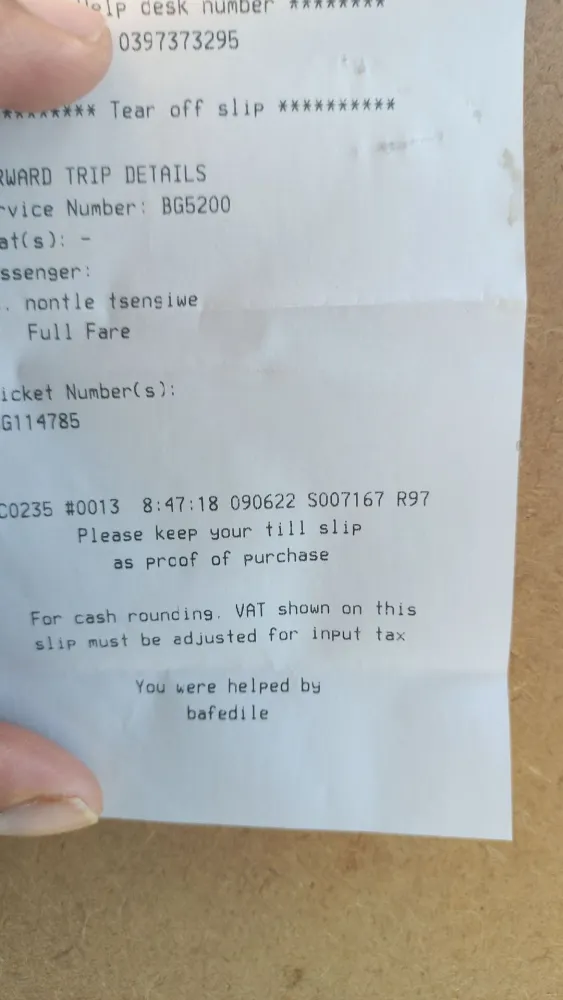 Help desk number ********
0397373295
******** Tear off slip **********
RWARD TRIP DETAILS
rvice Number: BG5200
at(s): -
ssenger:
. nontle tsengiwe
Full Fare
icket Number(s):
G114785
C0235 #0013 8:47:18 090622 S007167 R97
Please keep your till slip
as proof of purchase
For cash rounding, VAT shown on this
slip must be adjusted for input tax
You were helped by
bafedile